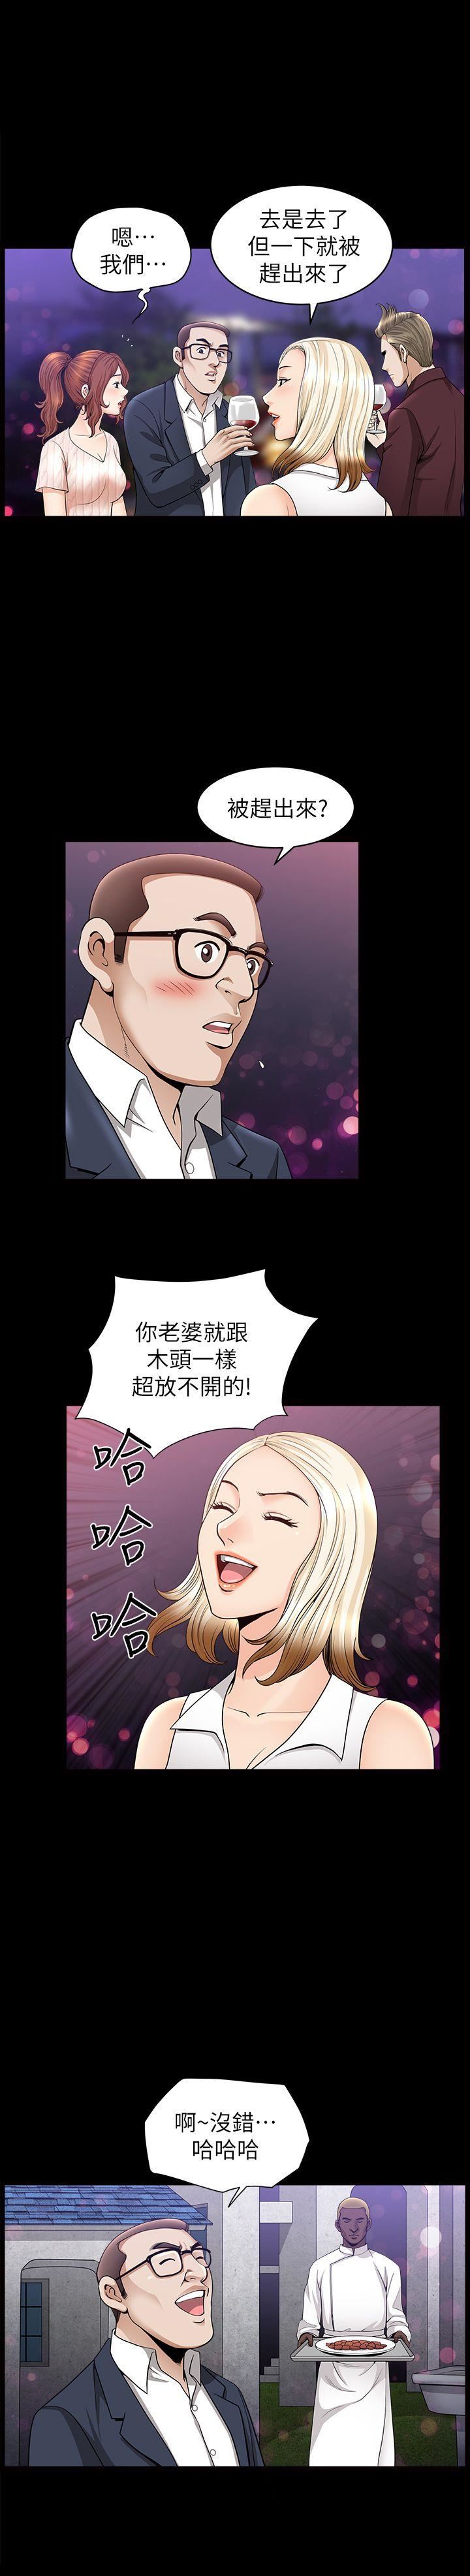 嗯⋯
我們⋯
去是去了
但一下就被
趕出來了
被趕出來?
你老婆就跟
木頭一樣
超放不開的!
哈
哈
哈
啊~沒錯⋯
哈哈哈